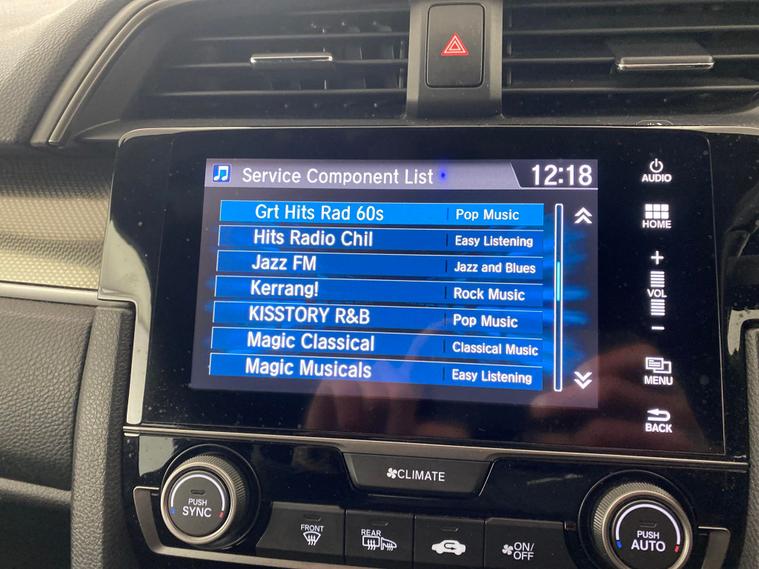 Service Component List 12:18
Grt Hits Rad 60s Pop Music
Hits Radio Chil Easy Listening
Jazz FM Jazz and Blues
Kerrang! Rock Music
KISSTORY R&B Pop Music
Magic Classical Classical Music
Magic Musicals Easy Listening
AUDIO
HOME
+
VOL
−
MENU
BACK
CLIMATE
PUSH
SYNC
FRONT
REAR
ON/
OFF
PUSH
AUTO